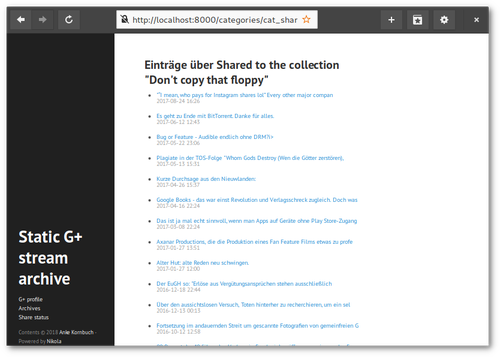 http://localhost:8000/categories/cat_shar
Einträge über Shared to the collection
"Don't copy that floppy"
""I mean, who pays for Instagram shares lol" Every other major compan
2017-08-24 16:26
Es geht zu Ende mit BitTorrent. Danke für alles.
2017-06-12 12:43
Bug or Feature - Audible endlich ohne DRM?!>
2017-05-22 23:06
Plagiate in der TOS-Folge "Whom Gods Destroy (Wen die Götter zerstören),
2017-05-13 15:31
Kurze Durchsage aus den Nieuwlanden:
2017-04-26 15:37
Google Books - das war einst Revolution und Verlagsschreck zugleich. Doch was
2017-04-16 22:24
Das ist ja mal echt sinnvoll, wenn man Apps auf Geräte ohne Play Store-Zugang
2017-03-08 22:24
Axanar Productions, die die Produktion eines Fan Feature Films etwas zu profe
2017-01-27 13:51
Alter Hut: alte Reden neu schwingen.
2017-01-27 12:00
Der EuGH so: "Erlöse aus Vergütungsansprüchen stehen ausschließlich
2016-12-18 22:44
Über den aussichtslosen Versuch, Toten hinterher zu recherchieren, um ein sel
2016-12-13 00:13
Fortsetzung im andauernden Streit um gescannte Fotografien von gemeinfreien G
2016-10-12 12:58
Static G+
stream
archive
G+ profile
Archives
Share status
Contents © 2018 Anke Kornbuch -
Powered by Nikola